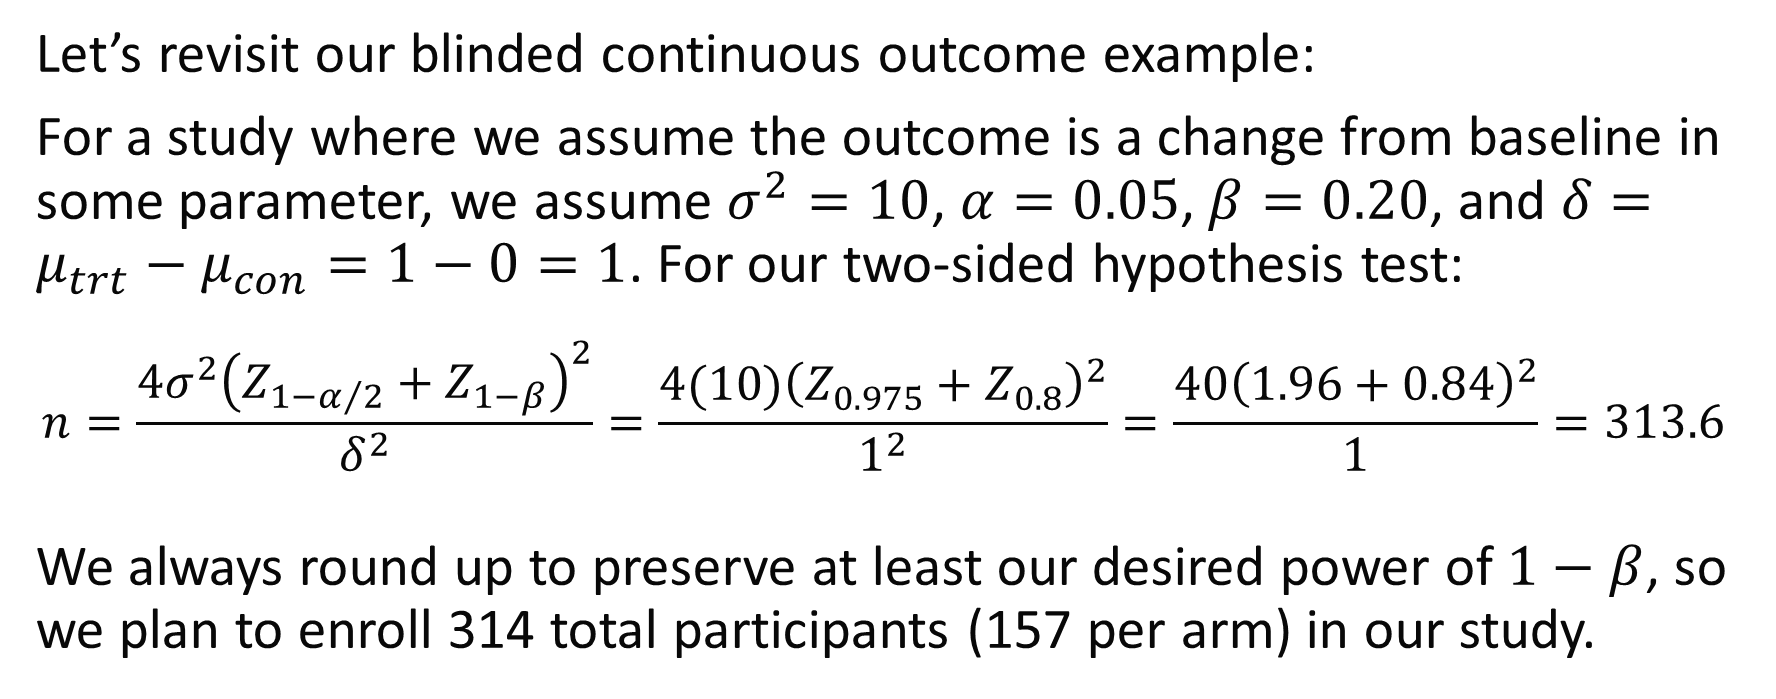 Let’s revisit our blinded continuous outcome example:
For a study where we assume the outcome is a change from baseline in
some parameter, we assume σ² = 10, α = 0.05, β = 0.20, and δ =
μ_trt − μ_con = 1 − 0 = 1. For our two-sided hypothesis test:
n = 4σ²(Z_{1−α/2} + Z_{1−β})² / δ² = 4(10)(Z_{0.975} + Z_{0.8})² / 1² = 40(1.96 + 0.84)² / 1 = 313.6
We always round up to preserve at least our desired power of 1 − β, so
we plan to enroll 314 total participants (157 per arm) in our study.